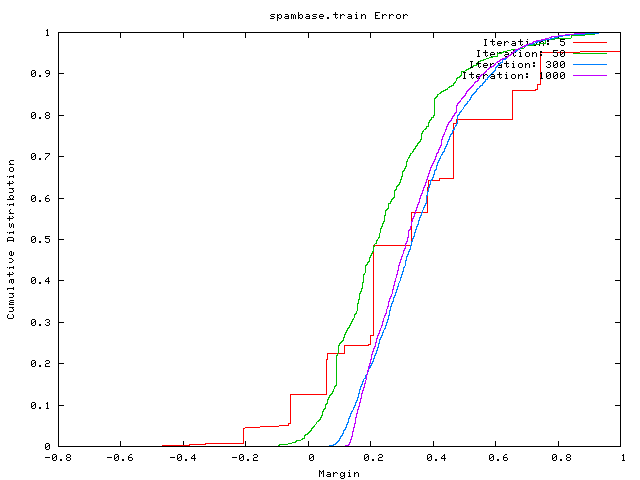 spambase.train Error
1
0.9
0.8
0.7
0.6
0.5
0.4
0.3
0.2
0.1
0
Cumulative Distribution
Iteration: 5
Iteration: 50
Iteration: 300
Iteration: 1000
-0.8 -0.6 -0.4 -0.2 0 0.2 0.4 0.6 0.8 1
Margin